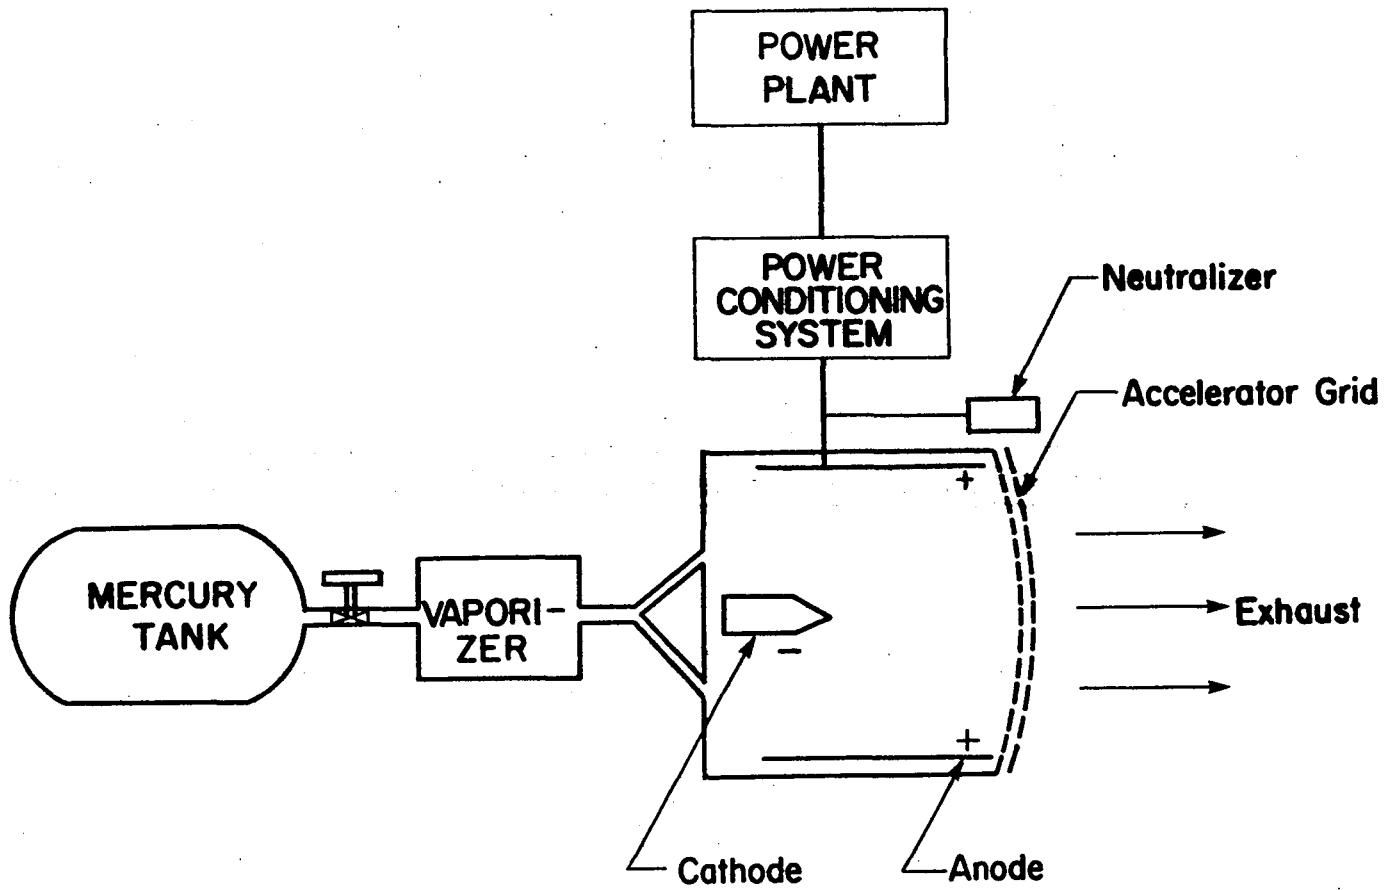 POWER
PLANT
POWER
CONDITIONING
SYSTEM
Neutralizer
Accelerator Grid
+
MERCURY
TANK
VAPORI-
ZER
Exhaust
-
+
Cathode
Anode